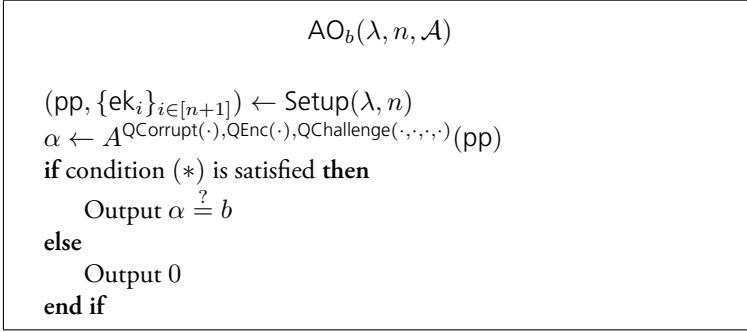 AO_b(λ, n, 𝒜)
(pp, {ek_i}_{i∈[n+1]}) ← Setup(λ, n)
α ← A^{QCorrupt(·),QEnc(·),QChallenge(·,·,·,·)}(pp)
if condition (∗) is satisfied then
Output α ≟ b
else
Output 0
end if